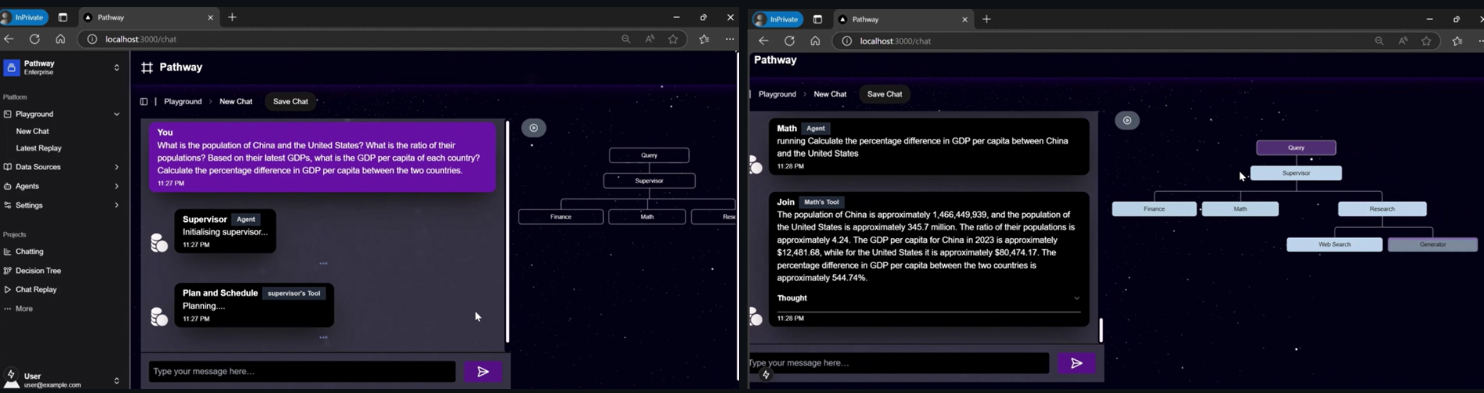 InPrivate
Pathway
localhost:3000/chat
Pathway
Enterprise
Platform
Playground
New Chat
Latest Replay
Data Sources
Agents
Settings
Projects
Chatting
Decision Tree
Chat Replay
More
User
user@example.com
Pathway
Playground > New Chat Save Chat
You
What is the population of China and the United States? What is the ratio of their
populations? Based on their latest GDPs, what is the GDP per capita of each country?
Calculate the percentage difference in GDP per capita between the two countries.
11:27 PM
Supervisor Agent
Initialising supervisor...
11:27 PM
Plan and Schedule supervisor's Tool
Planning....
11:27 PM
Type your message here...
Query
Supervisor
Finance Math Rese
InPrivate
Pathway
localhost:3000/chat
Pathway
Playground > New Chat Save Chat
Math Agent
running Calculate the percentage difference in GDP per capita between China
and the United States
11:28 PM
Join Math's Tool
The population of China is approximately 1,466,449,939, and the population of
the United States is approximately 345.7 million. The ratio of their populations is
approximately 4.24. The GDP per capita for China in 2023 is approximately
$12,481.68, while for the United States it is approximately $80,474.17. The
percentage difference in GDP per capita between the two countries is
approximately 544.74%.
Thought
11:28 PM
Type your message here...
Query
Supervisor
Finance Math Research
Web Search Generator